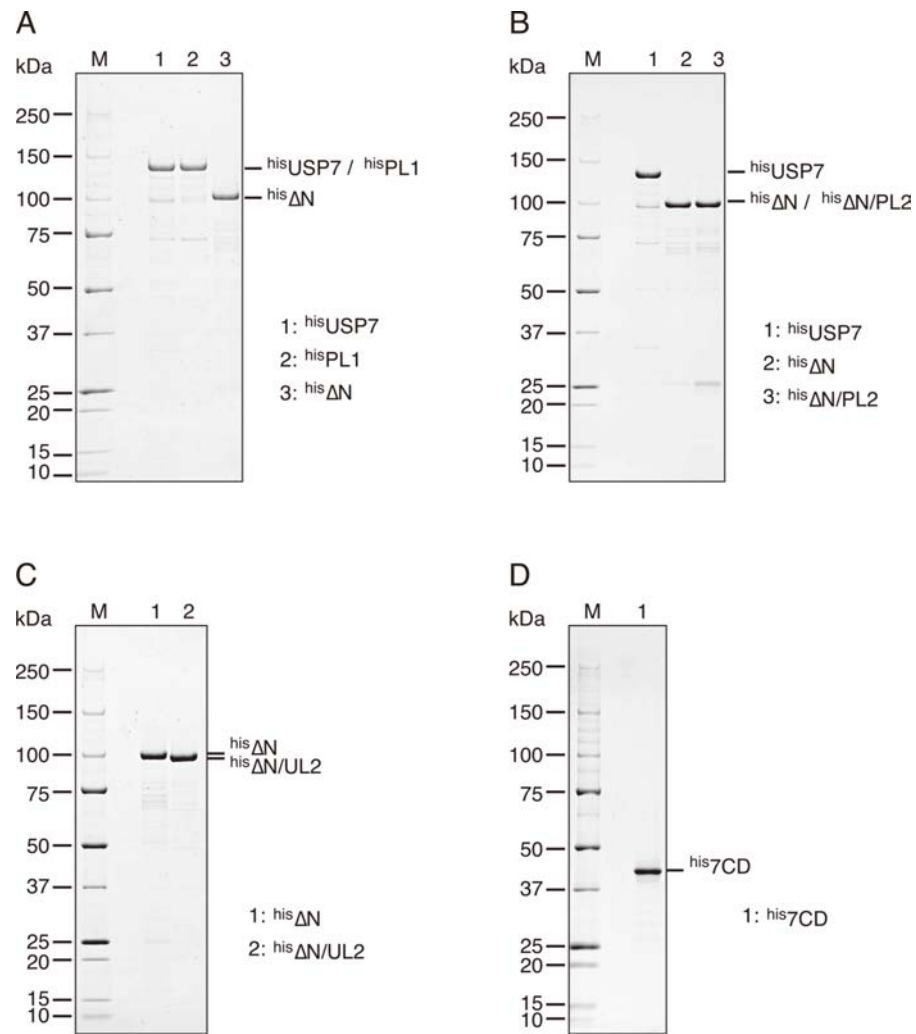 A
kDa M 1 2 3
250
150
100
75
50
37
25
20
15
10
hisUSP7 / hisPL1
hisΔN
1: hisUSP7
2: hisPL1
3: hisΔN
B
kDa M 1 2 3
250
150
100
75
50
37
25
20
15
10
hisUSP7
hisΔN / hisΔN/PL2
1: hisUSP7
2: hisΔN
3: hisΔN/PL2
C
kDa M 1 2
250
150
100
75
50
37
25
20
15
10
hisΔN
hisΔN/UL2
1: hisΔN
2: hisΔN/UL2
D
kDa M 1
250
150
100
75
50
37
25
20
15
10
his7CD
1: his7CD